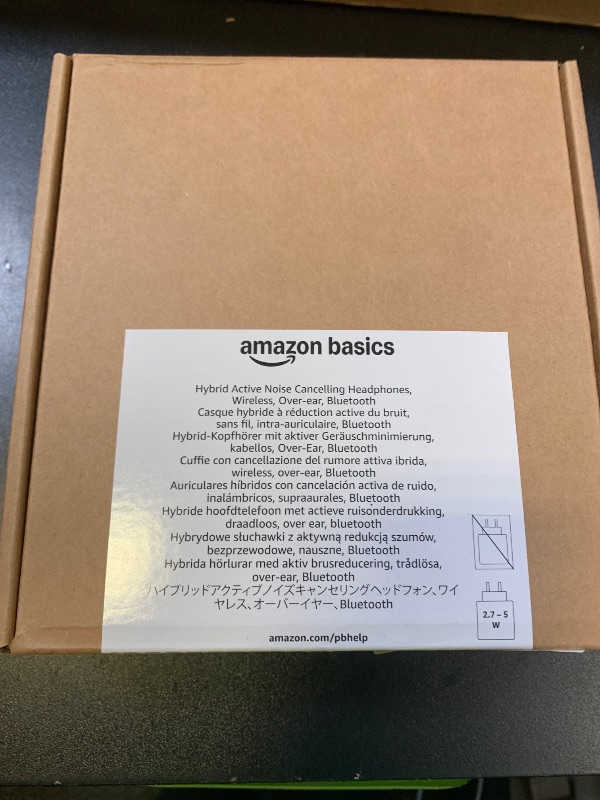 amazon basics
Hybrid Active Noise Cancelling Headphones,
Wireless, Over-ear, Bluetooth
Casque hybride à réduction active du bruit,
sans fil, intra-auriculaire, Bluetooth
Hybrid-Kopfhörer mit aktiver Geräuschminimierung,
kabellos, Over-Ear, Bluetooth
Cuffie con cancellazione del rumore attiva ibrida,
wireless, over-ear, Bluetooth
Auriculares híbridos con cancelación activa de ruido,
inalámbricos, supraaurales, Bluetooth
Hybride hoofdtelefoon met actieve ruisonderdrukking,
draadloos, over ear, bluetooth
Hybrydowe słuchawki z aktywną redukcją szumów,
bezprzewodowe, nauszne, Bluetooth
Hybrida hörlurar med aktiv brusreducering, trådlösa,
over-ear, Bluetooth
ハイブリッドアクティブノイズキャンセリングヘッドフォン、ワイ
ヤレス、オーバーイヤー、Bluetooth
2.7 – 5
W
amazon.com/pbhelp